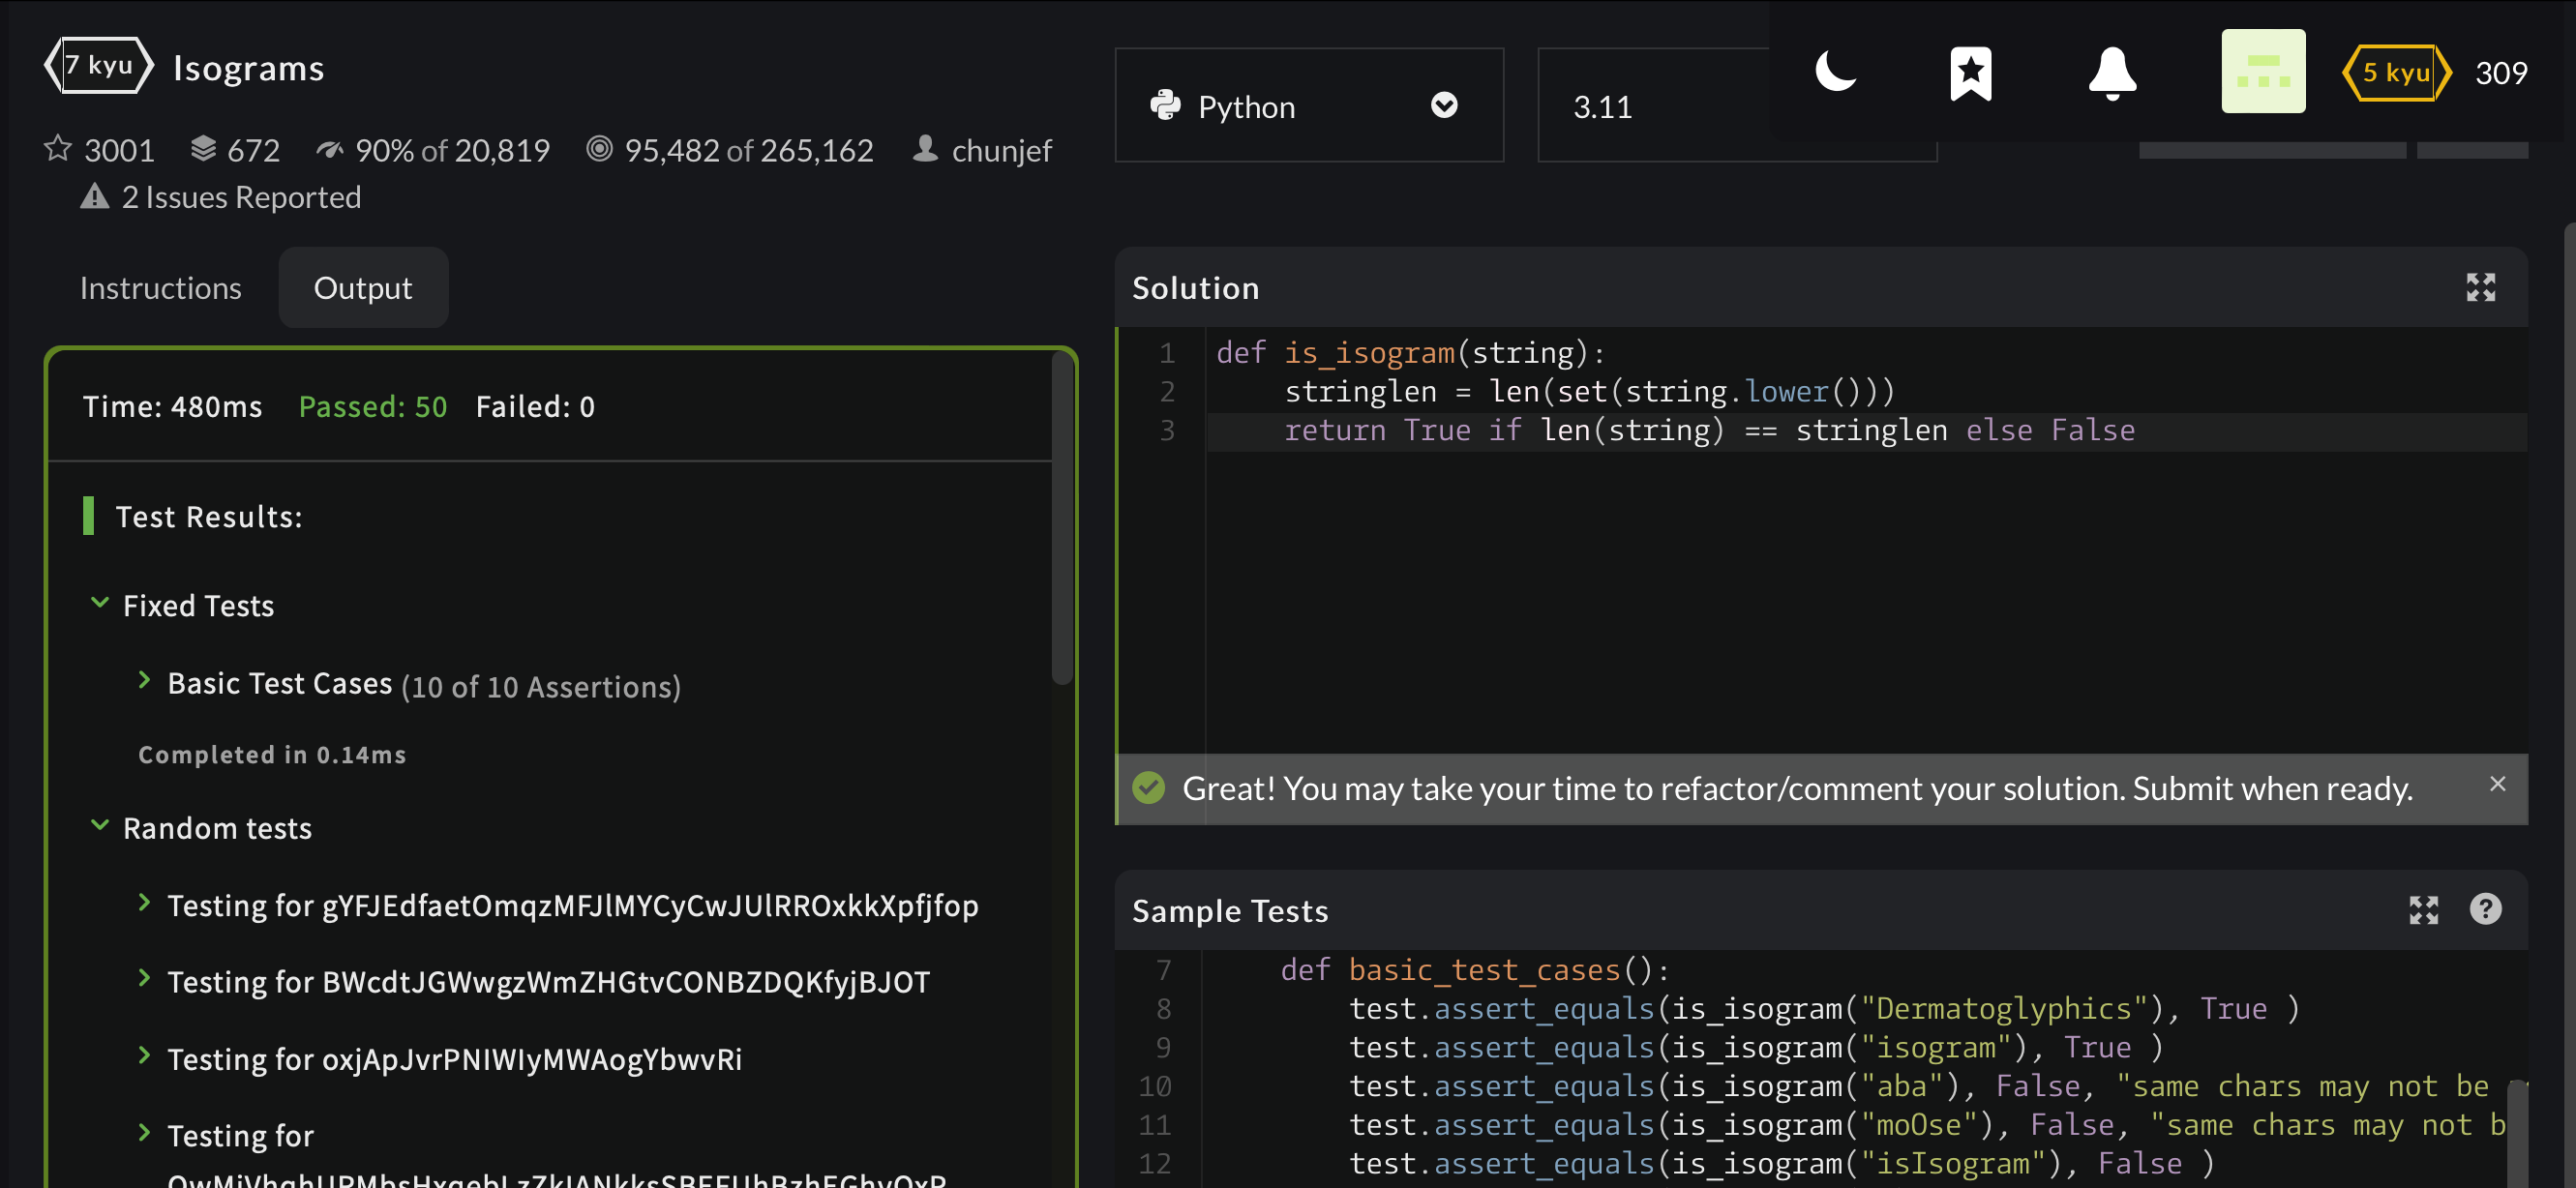 7 kyu Isograms
3001 672 90% of 20,819 95,482 of 265,162 chunjef
2 Issues Reported
Python
3.11
5 kyu 309
Instructions Output
Time: 480ms Passed: 50 Failed: 0
Test Results:
Fixed Tests
Basic Test Cases (10 of 10 Assertions)
Completed in 0.14ms
Random tests
Testing for gYFJEdfaetOmqzMFJlMYCyCwJUlRROxkkXpfjfop
Testing for BWcdtJGWwgzWmZHGtvCONBZDQKfyjBJOT
Testing for oxjApJvrPNIWIyMWAogYbwvRi
Testing for
Solution
1 def is_isogram(string):
2 stringlen = len(set(string.lower()))
3 return True if len(string) == stringlen else False
Great! You may take your time to refactor/comment your solution. Submit when ready.
Sample Tests
7 def basic_test_cases():
8 test.assert_equals(is_isogram("Dermatoglyphics"), True )
9 test.assert_equals(is_isogram("isogram"), True )
10 test.assert_equals(is_isogram("aba"), False, "same chars may not be
11 test.assert_equals(is_isogram("moOse"), False, "same chars may not b
12 test.assert_equals(is_isogram("isIsogram"), False )